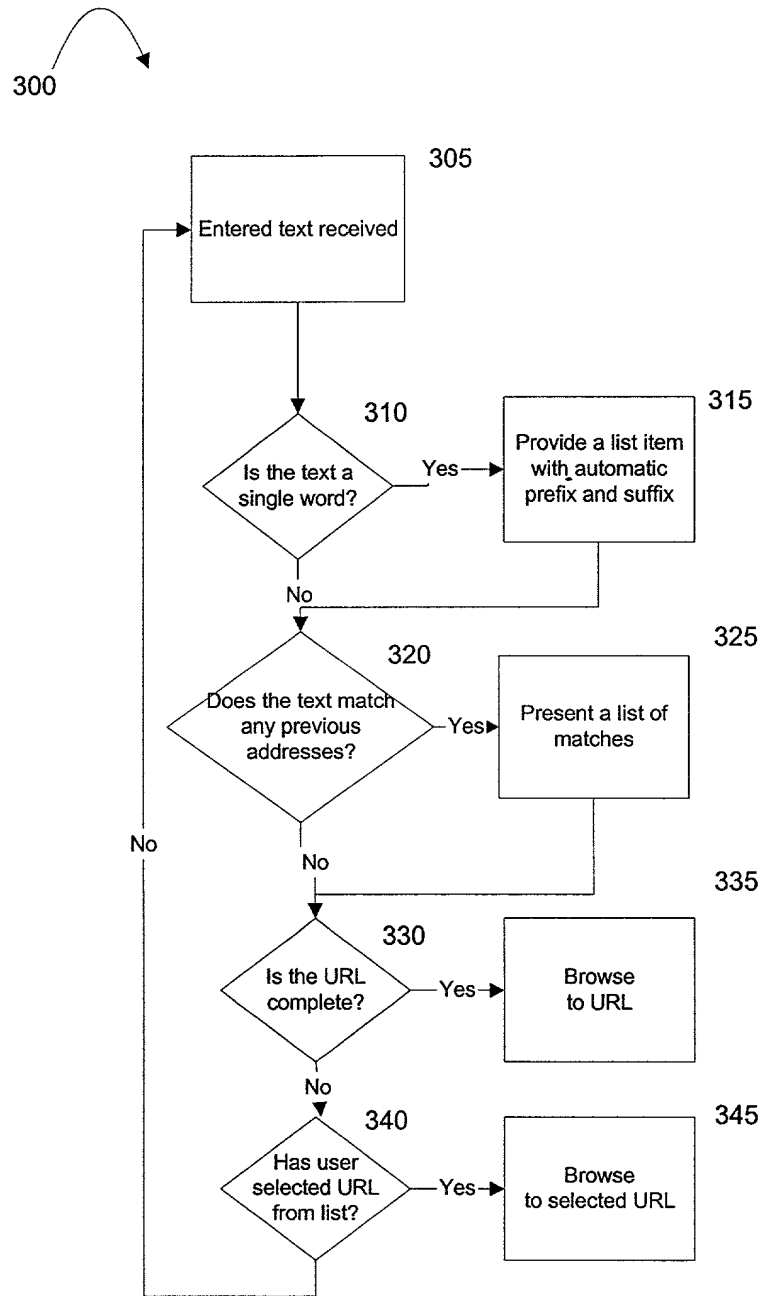 300
305
Entered text received
310
Is the text a
single word?
Yes
315
Provide a list item
with automatic
prefix and suffix
No
320
Does the text match
any previous
addresses?
Yes
325
Present a list of
matches
No
No
335
330
Is the URL
complete?
Yes
Browse
to URL
No
340
Has user
selected URL
from list?
Yes
345
Browse
to selected URL